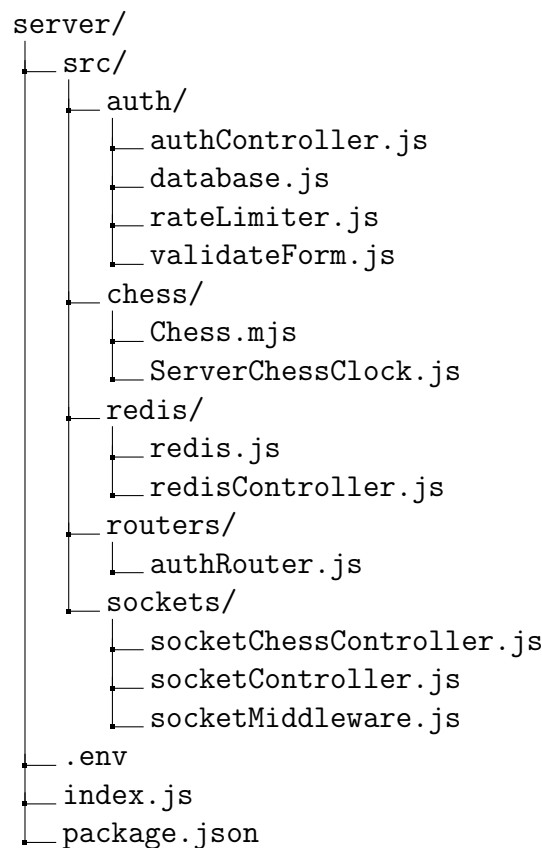 server/
src/
auth/
authController.js
database.js
rateLimiter.js
validateForm.js
chess/
Chess.mjs
ServerChessClock.js
redis/
redis.js
redisController.js
routers/
authRouter.js
sockets/
socketChessController.js
socketController.js
socketMiddleware.js
.env
index.js
package.json